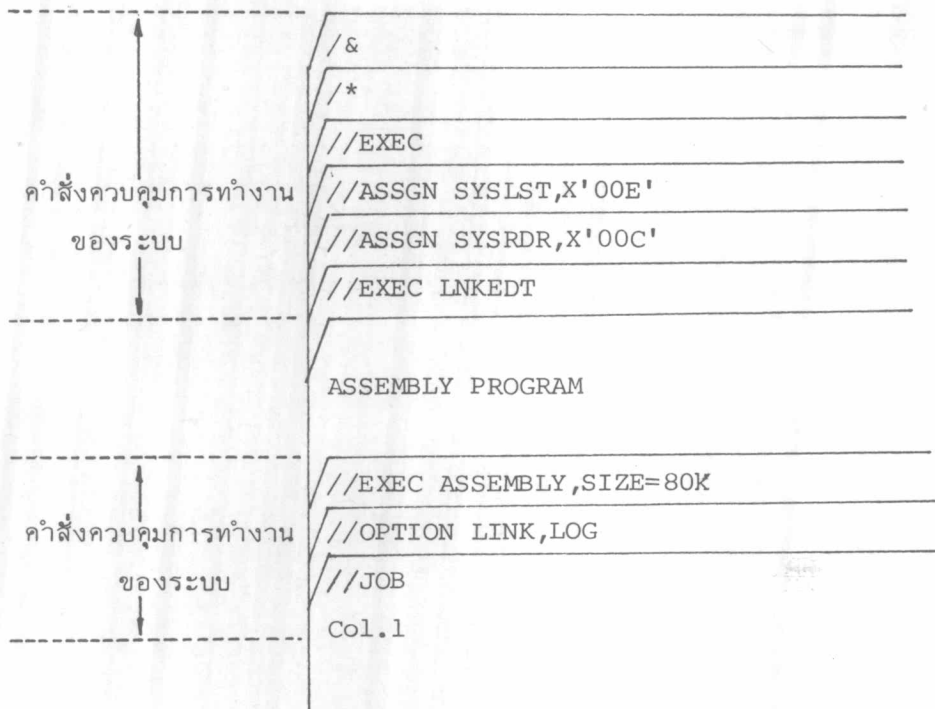 /&
/*
//EXEC
คำสั่งควบคุมการทำงาน
ของระบบ
//ASSGN SYSLST,X'00E'
//ASSGN SYSRDR,X'00C'
//EXEC LNKEDT
ASSEMBLY PROGRAM
//EXEC ASSEMBLY,SIZE=80K
คำสั่งควบคุมการทำงาน
ของระบบ
//OPTION LINK,LOG
//JOB
Col.1